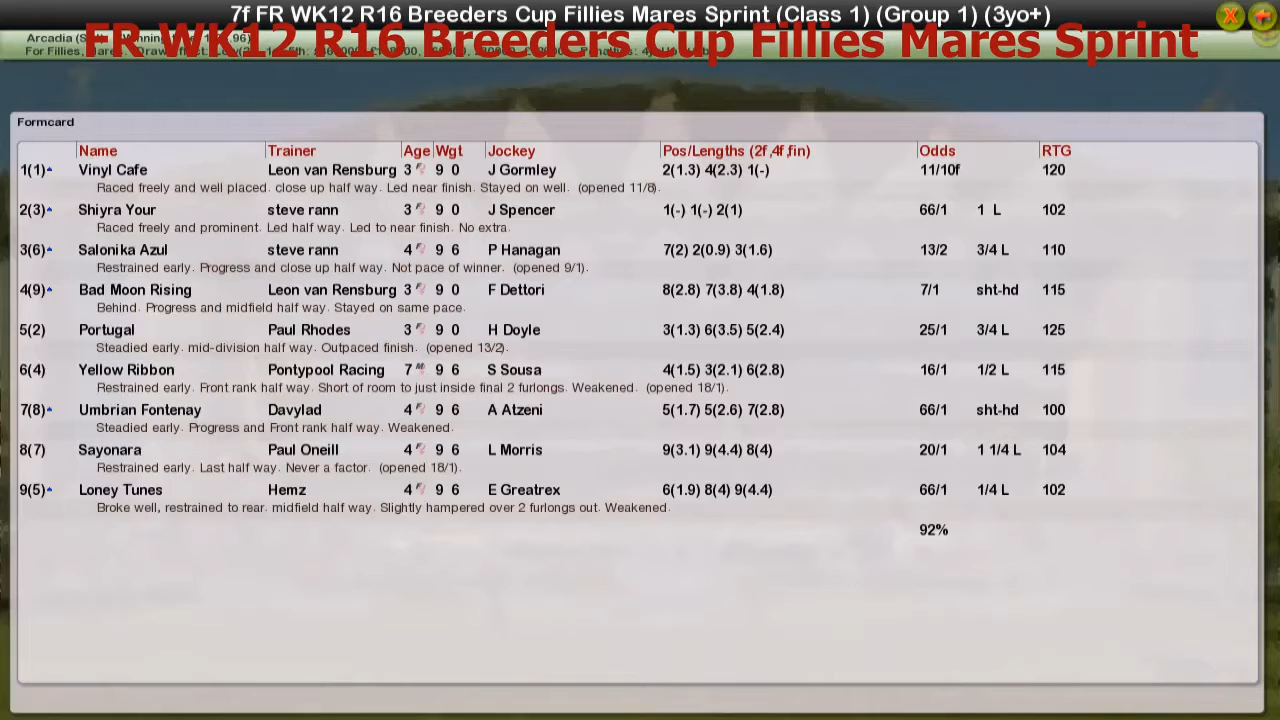 7f FR WK12 R16 Breeders Cup Fillies Mares Sprint (Class 1) (Group 1) (3yo+)
FR WK12 R16 Breeders Cup Fillies Mares Sprint
Arcadia
For Fillies, Mares
Formcard
Name Trainer Age Wgt Jockey Pos/Lengths (2f,4f,fin) Odds RTG
1(1) Vinyl Cafe Leon van Rensburg 3 9 0 J Gormley 2(1.3) 4(2.3) 1(-) 11/10f 120
Raced freely and well placed. close up half way. Led near finish. Stayed on well. (opened 11/8).
2(3) Shiyra Your steve rann 3 9 0 J Spencer 1(-) 1(-) 2(1) 66/1 1 L 102
Raced freely and prominent. Led half way. Led to near finish. No extra.
3(6) Salonika Azul steve rann 4 9 6 P Hanagan 7(2) 2(0.9) 3(1.6) 13/2 3/4 L 110
Restrained early. Progress and close up half way. Not pace of winner. (opened 9/1).
4(9) Bad Moon Rising Leon van Rensburg 3 9 0 F Dettori 8(2.8) 7(3.8) 4(1.8) 7/1 sht-hd 115
Behind. Progress and midfield half way. Stayed on same pace.
5(2) Portugal Paul Rhodes 3 9 0 H Doyle 3(1.3) 6(3.5) 5(2.4) 25/1 3/4 L 125
Steadied early. mid-division half way. Outpaced finish. (opened 13/2).
6(4) Yellow Ribbon Pontypool Racing 7 9 6 S Sousa 4(1.5) 3(2.1) 6(2.8) 16/1 1/2 L 115
Restrained early. Front rank half way. Short of room to just inside final 2 furlongs. Weakened. (opened 18/1).
7(8) Umbrian Fontenay Davylad 4 9 6 A Atzeni 5(1.7) 5(2.6) 7(2.8) 66/1 sht-hd 100
Steadied early. Progress and Front rank half way. Weakened.
8(7) Sayonara Paul Oneill 4 9 6 L Morris 9(3.1) 9(4.4) 8(4) 20/1 1 1/4 L 104
Restrained early. Last half way. Never a factor. (opened 18/1).
9(5) Loney Tunes Hemz 4 9 6 E Greatrex 6(1.9) 8(4) 9(4.4) 66/1 1/4 L 102
Broke well, restrained to rear. midfield half way. Slightly hampered over 2 furlongs out. Weakened.
92%